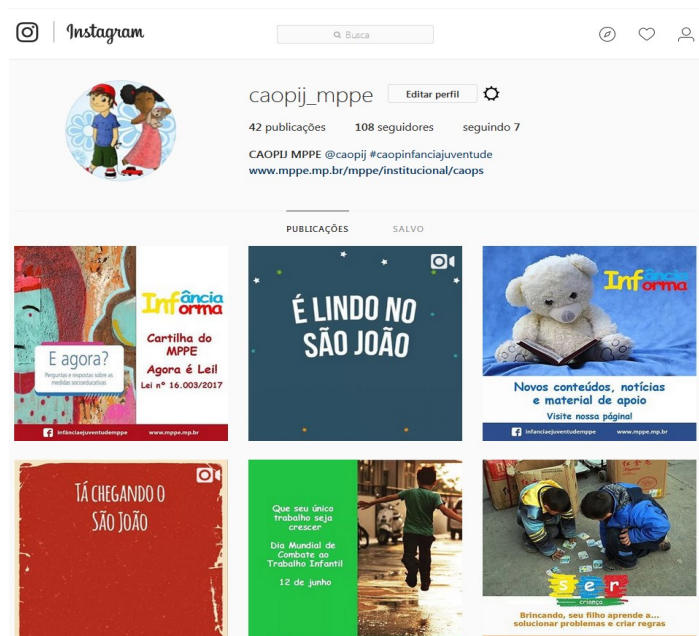 Instagram
Busca
caopij_mppe Editar perfil
42 publicações 108 seguidores seguindo 7
CAOPIJ MPPE @caopij #caopinfanciajuventude
www.mppe.mp.br/mppe/institucional/caops
PUBLICAÇÕES SALVO
Infância
Informa
Cartilha do
MPPE
Agora é Lei!
Lei nº 16.003/2017
E agora?
Perguntas e respostas sobre as
medidas socioeducativas
infanciaejuventudemppe www.mppe.mp.br
É LINDO NO
SÃO JOÃO
Infância
Informa
Novos conteúdos, notícias
e material de apoio
Visite nossa página!
infanciaejuventudemppe www.mppe.mp.br
TÁ CHEGANDO O
SÃO JOÃO
Que seu único
trabalho seja
crescer
Dia Mundial de
Combate ao
Trabalho Infantil
12 de junho
ser
criança
Brincando, seu filho aprende a...
solucionar problemas e criar regras